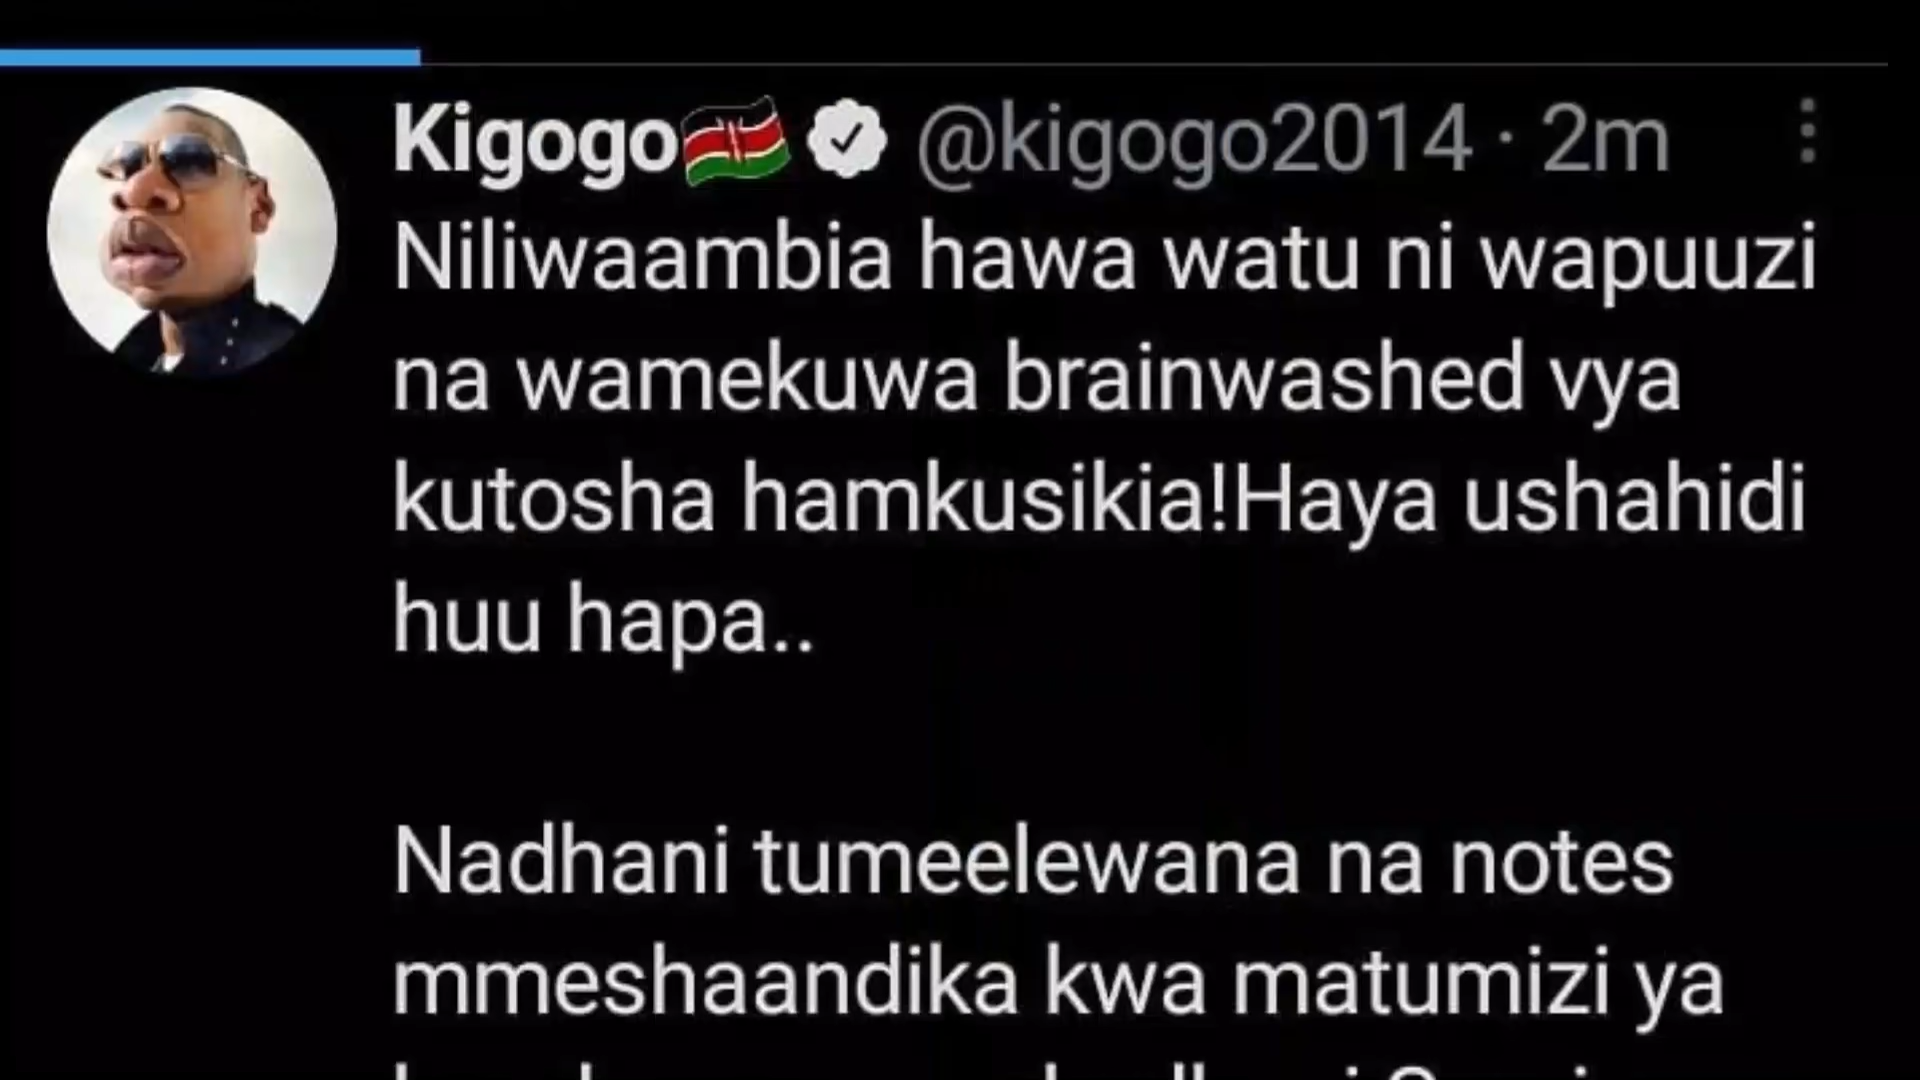 Kigogo🇰🇪 @kigogo2014 · 2m
Niliwaambia hawa watu ni wapuuzi
na wamekuwa brainwashed vya
kutosha hamkusikia!Haya ushahidi
huu hapa..
Nadhani tumeelewana na notes
mmeshaandika kwa matumizi ya